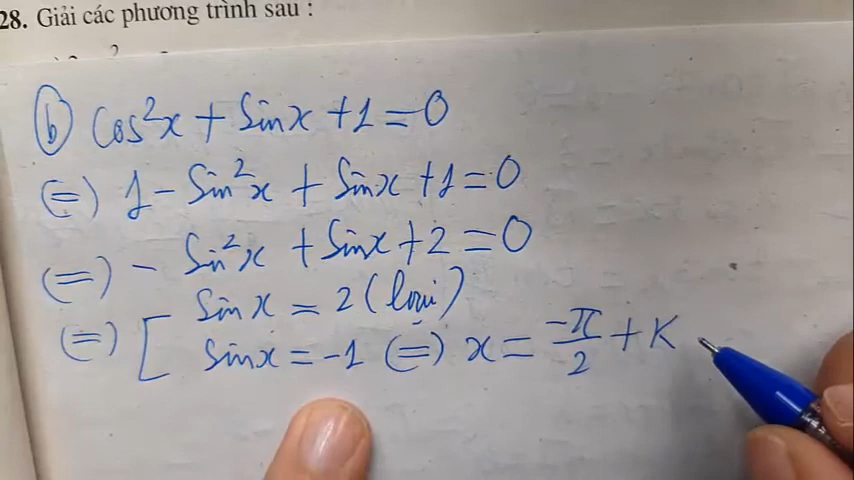 28. Giải các phương trình sau :
b cos²x + sinx + 1 = 0
(=) 1 - sin²x + sinx + 1 = 0
(=) - sin²x + sinx + 2 = 0
(=) [ sinx = 2 (loại)
sinx = -1 (=) x = -π/2 + K